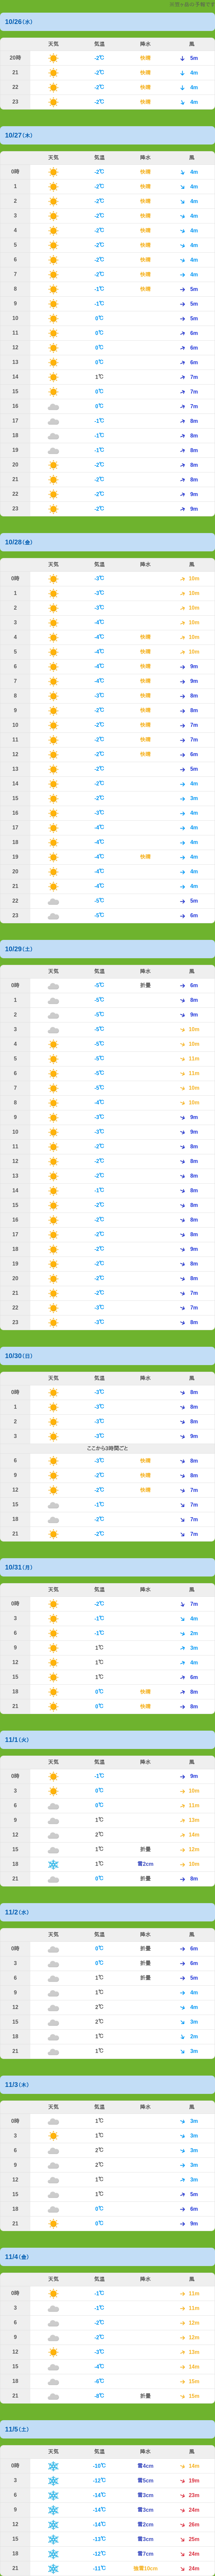 10/26(水)
天気 気温 降水 風
20時 -2℃ 快晴 5m
21 -2℃ 快晴 4m
22 -2℃ 快晴 4m
23 -2℃ 快晴 4m
10/27(木)
天気 気温 降水 風
0時 -2℃ 快晴 4m
1 -2℃ 快晴 4m
2 -2℃ 快晴 4m
3 -2℃ 快晴 4m
4 -2℃ 快晴 4m
5 -2℃ 快晴 4m
6 -2℃ 快晴 4m
7 -2℃ 快晴 4m
8 -1℃ 快晴 5m
9 -1℃ 5m
10 0℃ 5m
11 0℃ 6m
12 0℃ 6m
13 0℃ 6m
14 1℃ 7m
15 0℃ 7m
16 0℃ 7m
17 -1℃ 8m
18 -1℃ 8m
19 -1℃ 8m
20 -2℃ 8m
21 -2℃ 8m
22 -2℃ 9m
23 -2℃ 9m
10/28(金)
天気 気温 降水 風
0時 -3℃ 10m
1 -3℃ 10m
2 -3℃ 10m
3 -4℃ 10m
4 -4℃ 快晴 10m
5 -4℃ 快晴 10m
6 -4℃ 快晴 9m
7 -4℃ 快晴 9m
8 -3℃ 快晴 8m
9 -2℃ 快晴 8m
10 -2℃ 快晴 7m
11 -2℃ 快晴 7m
12 -2℃ 快晴 6m
13 -2℃ 5m
14 -2℃ 4m
15 -2℃ 3m
16 -3℃ 4m
17 -4℃ 4m
18 -4℃ 4m
19 -4℃ 快晴 4m
20 -4℃ 4m
21 -4℃ 4m
22 -5℃ 5m
23 -5℃ 6m
10/29(土)
天気 気温 降水 風
0時 -5℃ 折曇 6m
1 -5℃ 8m
2 -5℃ 9m
3 -5℃ 10m
4 -5℃ 10m
5 -5℃ 11m
6 -5℃ 11m
7 -5℃ 10m
8 -4℃ 10m
9 -3℃ 9m
10 -3℃ 9m
11 -2℃ 8m
12 -2℃ 8m
13 -2℃ 8m
14 -1℃ 8m
15 -2℃ 8m
16 -2℃ 8m
17 -2℃ 8m
18 -2℃ 9m
19 -2℃ 8m
20 -2℃ 8m
21 -2℃ 7m
22 -3℃ 7m
23 -3℃ 8m
10/30(日)
天気 気温 降水 風
0時 -3℃ 8m
1 -3℃ 8m
2 -3℃ 8m
3 -3℃ 9m
ここから3時間ごと
6 -3℃ 快晴 8m
9 -2℃ 快晴 8m
12 -2℃ 快晴 7m
15 -1℃ 7m
18 -2℃ 7m
21 -2℃ 7m
10/31(月)
天気 気温 降水 風
0時 -2℃ 7m
3 -1℃ 4m
6 -1℃ 2m
9 1℃ 3m
12 1℃ 4m
15 1℃ 6m
18 0℃ 快晴 8m
21 0℃ 快晴 8m
11/1(火)
天気 気温 降水 風
0時 -1℃ 9m
3 0℃ 10m
6 0℃ 11m
9 1℃ 13m
12 2℃ 14m
15 1℃ 折曇 12m
18 1℃ 雪2cm 10m
21 0℃ 折曇 8m
11/2(水)
天気 気温 降水 風
0時 0℃ 折曇 6m
3 0℃ 折曇 6m
6 1℃ 折曇 5m
9 1℃ 4m
12 2℃ 4m
15 2℃ 3m
18 1℃ 2m
21 1℃ 3m
11/3(木)
天気 気温 降水 風
0時 1℃ 3m
3 1℃ 3m
6 2℃ 3m
9 2℃ 3m
12 1℃ 3m
15 1℃ 5m
18 0℃ 6m
21 0℃ 9m
11/4(金)
天気 気温 降水 風
0時 -1℃ 11m
3 -1℃ 11m
6 -2℃ 12m
9 -2℃ 12m
12 -3℃ 13m
15 -4℃ 14m
18 -6℃ 15m
21 -8℃ 折曇 15m
11/5(土)
天気 気温 降水 風
0時 -10℃ 雪4cm 14m
3 -12℃ 雪5cm 19m
6 -14℃ 雪3cm 23m
9 -14℃ 雪3cm 24m
12 -14℃ 雪2cm 26m
15 -13℃ 雪3cm 25m
18 -12℃ 雪7cm 24m
21 -11℃ 強雪10cm 24m